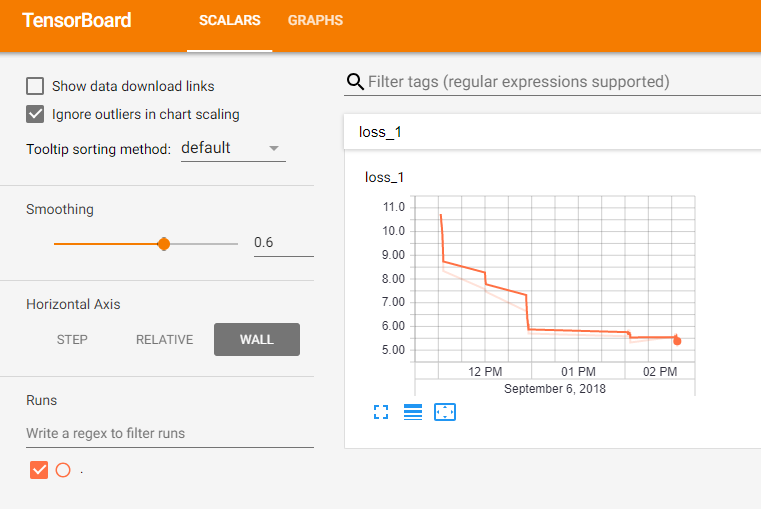 TensorBoard SCALARS GRAPHS
Show data download links
Ignore outliers in chart scaling
Tooltip sorting method: default
Smoothing
0.6
Horizontal Axis
STEP RELATIVE WALL
Runs
Write a regex to filter runs
.
Filter tags (regular expressions supported)
loss_1
loss_1
11.0
10.0
9.00
8.00
7.00
6.00
5.00
12 PM 01 PM 02 PM
September 6, 2018